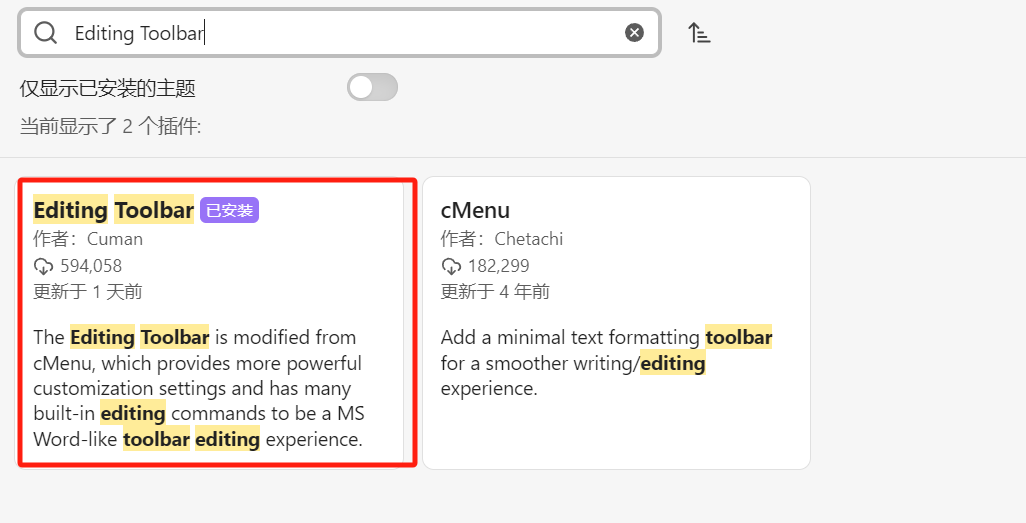 Editing Toolbar
仅显示已安装的主题
当前显示了 2 个插件:
Editing Toolbar 已安装
作者：Cuman
594,058
更新于 1 天前
The Editing Toolbar is modified from
cMenu, which provides more powerful
customization settings and has many
built-in editing commands to be a MS
Word-like toolbar editing experience.
cMenu
作者：Chetachi
182,299
更新于 4 年前
Add a minimal text formatting toolbar
for a smoother writing/editing
experience.